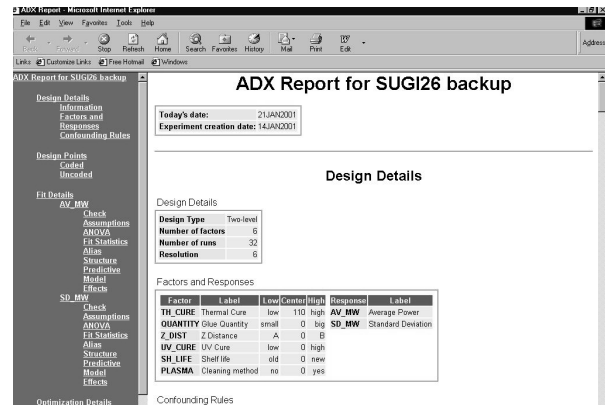 ADX Report - Microsoft Internet Explorer
File Edit View Favorites Tools Help
Back Forward Stop Refresh Home Search Favorites History Mail Print Edit
Address
Links Customize Links Free Hotmail Windows
ADX Report for SUGI26 backup
Design Details
Information
Factors and
Responses
Confounding Rules
Design Points
Coded
Uncoded
Fit Details
AV_MW
Check
Assumptions
ANOVA
Fit Statistics
Alias
Structure
Predictive
Model
Effects
SD_MW
Check
Assumptions
ANOVA
Fit Statistics
Alias
Structure
Predictive
Model
Effects
Optimization Details
ADX Report for SUGI26 backup
Today's date: 21JAN2001
Experiment creation date: 14JAN2001
Design Details
Design Details
Design Type Two-level
Number of factors 6
Number of runs 32
Resolution 6
Factors and Responses
Factor Label Low Center High Response Label
TH_CURE Thermal Cure low 110 high AV_MW Average Power
QUANTITY Glue Quantity small 0 big SD_MW Standard Deviation
Z_DIST Z Distance A 0 B
UV_CURE UV Cure low 0 high
SH_LIFE Shelf life old 0 new
PLASMA Cleaning method no 0 yes
Confounding Rules